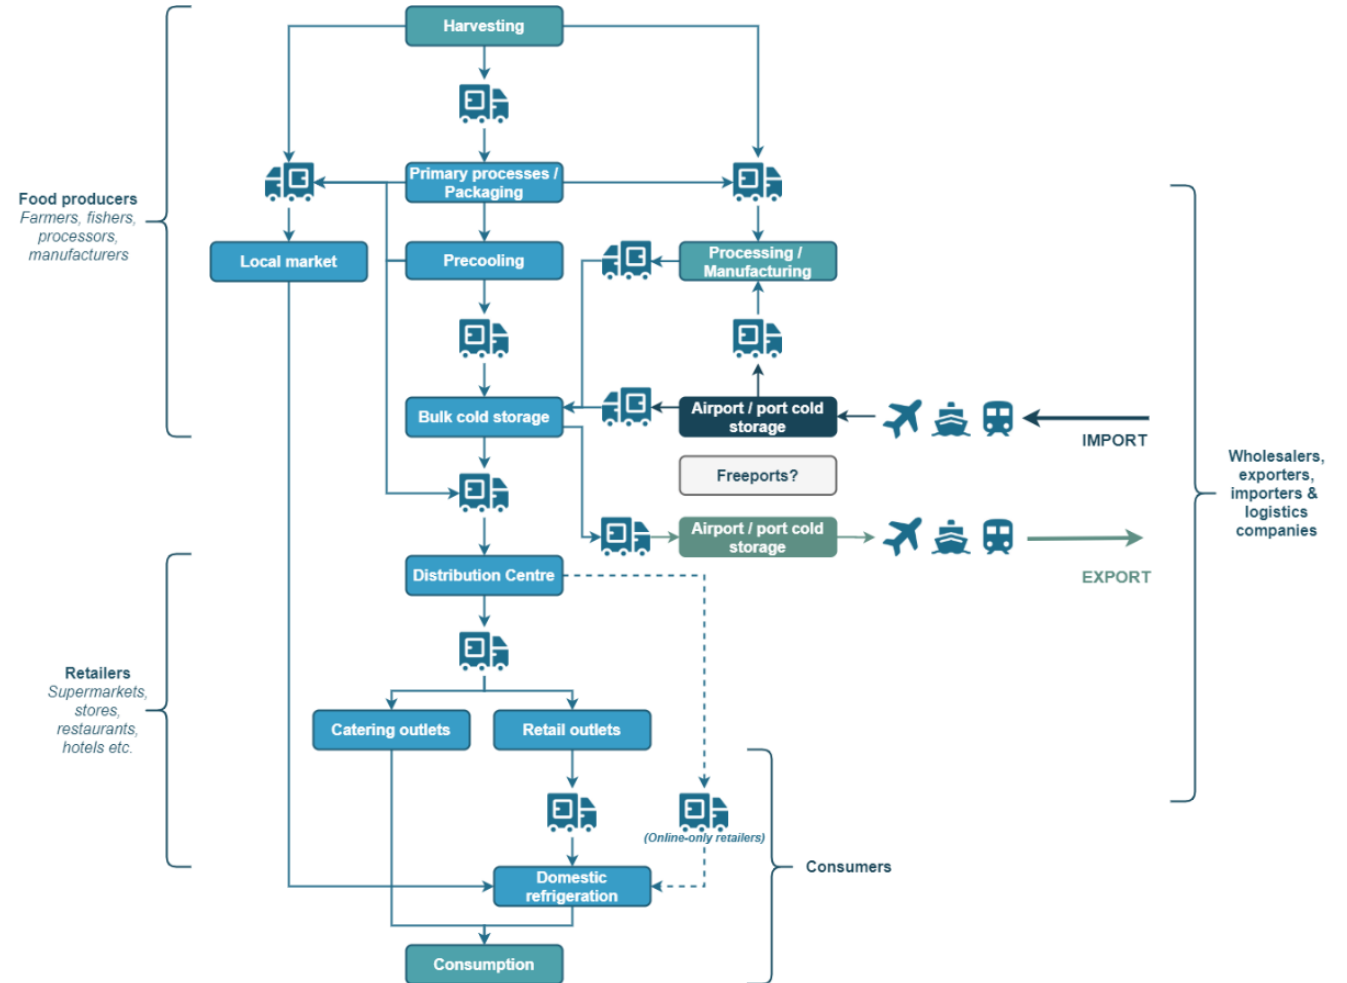 Harvesting
Primary processes /
Packaging
Food producers
Farmers, fishers,
processors,
manufacturers
Local market
Precooling
Processing /
Manufacturing
Bulk cold storage
Airport / port cold
storage
IMPORT
Freeports?
Wholesalers,
exporters,
importers &
logistics
companies
Airport / port cold
storage
EXPORT
Distribution Centre
Retailers
Supermarkets,
stores,
restaurants,
hotels etc.
Catering outlets
Retail outlets
(Online-only retailers)
Domestic
refrigeration
Consumers
Consumption